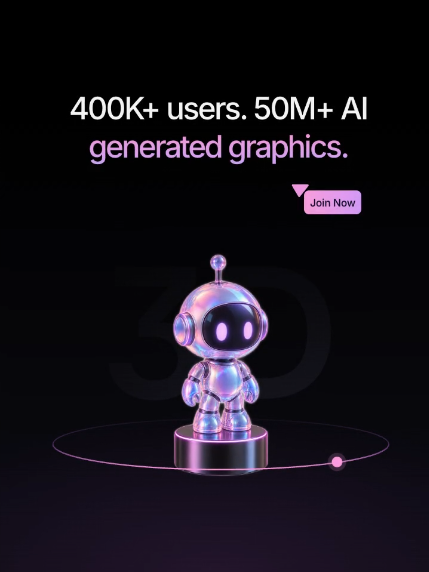 400K+ users. 50M+ AI
generated graphics.
Join Now
3D